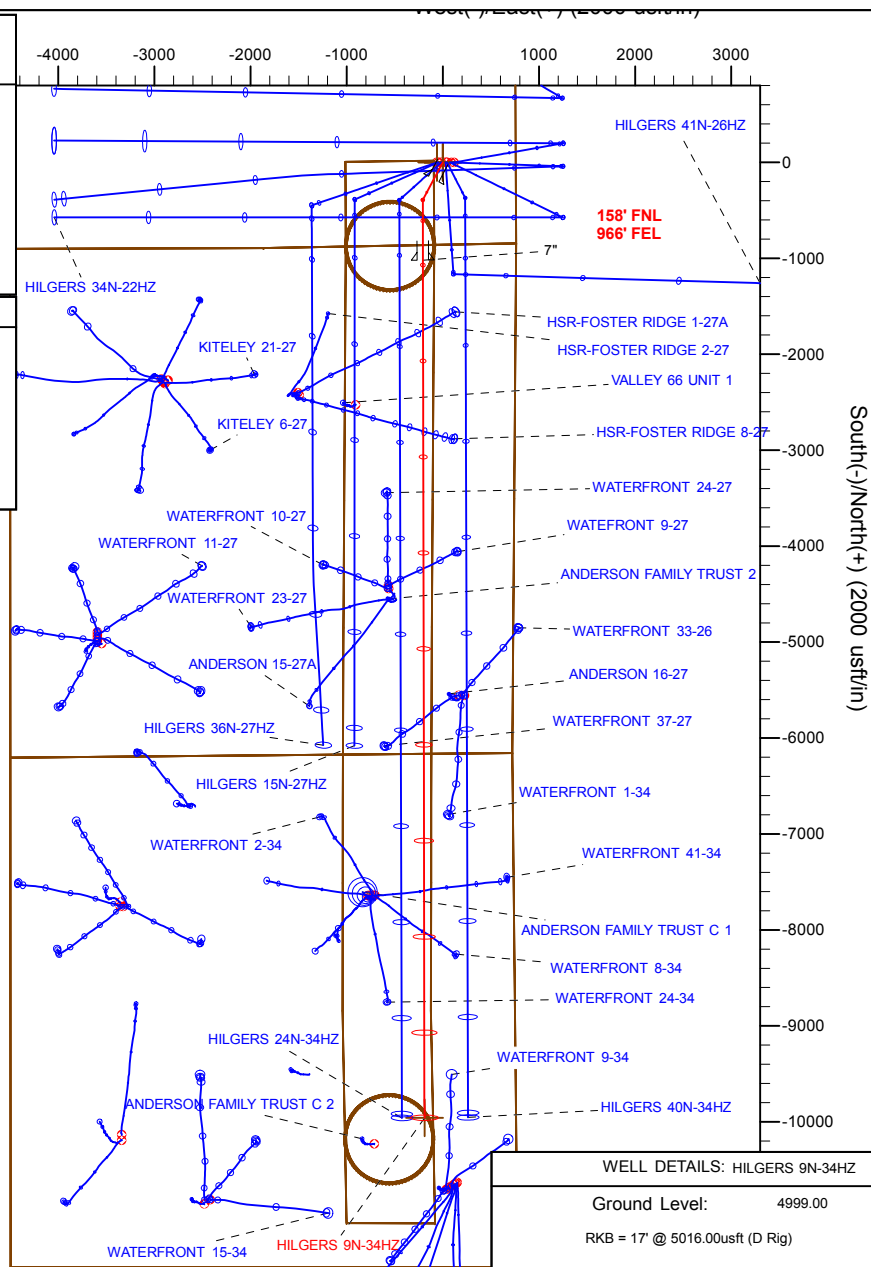 West(-)/East(+) (2000 usft/in)
-4000 -3000 -2000 -1000 0 1000 2000 3000
HILGERS 41N-26HZ
0
158' FNL
966' FEL
7"
-1000
HILGERS 34N-22HZ
HSR-FOSTER RIDGE 1-27A
KITELEY 21-27
HSR-FOSTER RIDGE 2-27
-2000
VALLEY 66 UNIT 1
KITELEY 6-27
HSR-FOSTER RIDGE 8-27
-3000
South(-)/North(+) (2000 usft/in)
WATERFRONT 24-27
WATERFRONT 10-27
WATEFRONT 9-27
WATERFRONT 11-27
-4000
ANDERSON FAMILY TRUST 2
WATERFRONT 23-27
WATERFRONT 33-26
-5000
ANDERSON 15-27A
ANDERSON 16-27
HILGERS 36N-27HZ
WATERFRONT 37-27
-6000
HILGERS 15N-27HZ
WATERFRONT 1-34
WATERFRONT 2-34
-7000
WATERFRONT 41-34
ANDERSON FAMILY TRUST C 1
-8000
WATERFRONT 8-34
WATERFRONT 24-34
-9000
HILGERS 24N-34HZ
WATERFRONT 9-34
ANDERSON FAMILY TRUST C 2
HILGERS 40N-34HZ
-10000
WATERFRONT 15-34
HILGERS 9N-34HZ
WELL DETAILS: HILGERS 9N-34HZ
Ground Level: 4999.00
RKB = 17' @ 5016.00usft (D Rig)